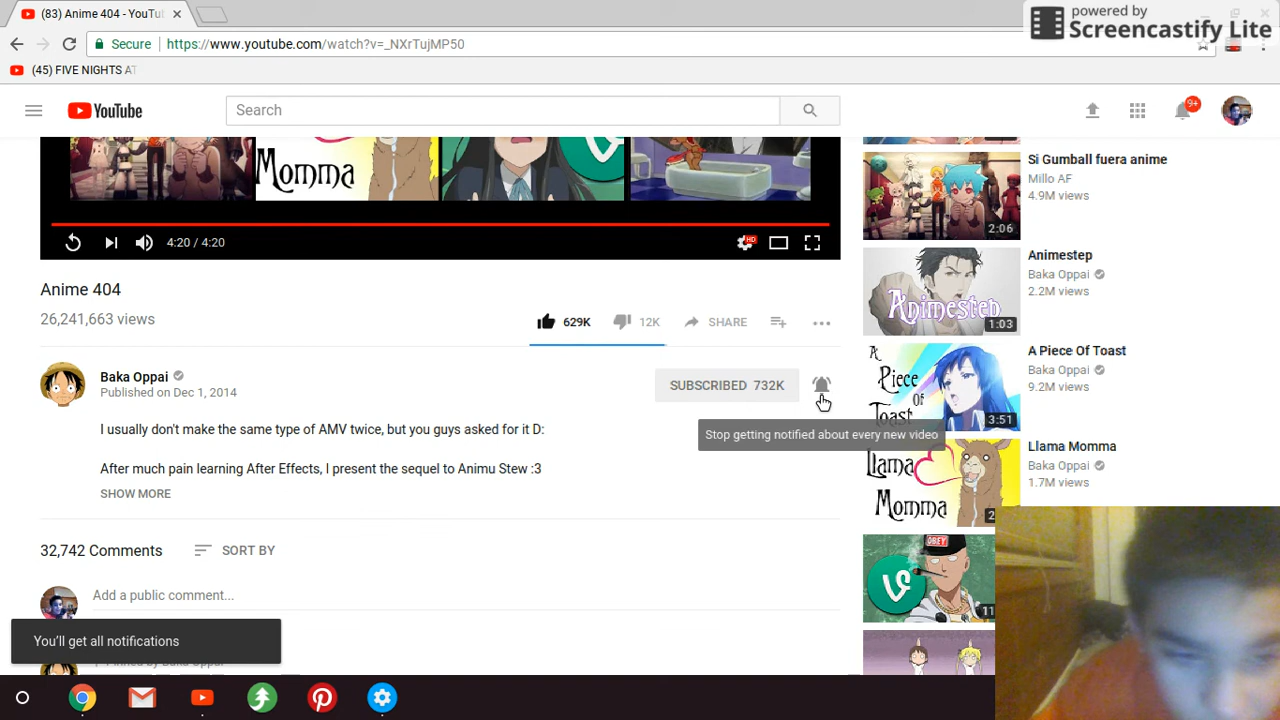 (83) Anime 404 - YouTu
powered by
Screencastify Lite
Secure
https://www.youtube.com/watch?v=_NXrTujMP50
(45) FIVE NIGHTS AT
YouTube
Search
9+
Momma
Si Gumball fuera anime
Millo AF
4.9M views
2:06
4:20 / 4:20
HD
Animestep
Baka Oppai
2.2M views
Animestep
1:03
Anime 404
26,241,663 views
629K
12K
SHARE
A Piece Of Toast
Baka Oppai
9.2M views
A
Piece
Of
Toast
3:51
Baka Oppai
Published on Dec 1, 2014
SUBSCRIBED 732K
Stop getting notified about every new video
I usually don't make the same type of AMV twice, but you guys asked for it D:
After much pain learning After Effects, I present the sequel to Animu Stew :3
SHOW MORE
Llama Momma
Baka Oppai
1.7M views
Llama
Momma
2
32,742 Comments
SORT BY
OBEY
11
Add a public comment...
You'll get all notifications
Pinned by Baka Oppai